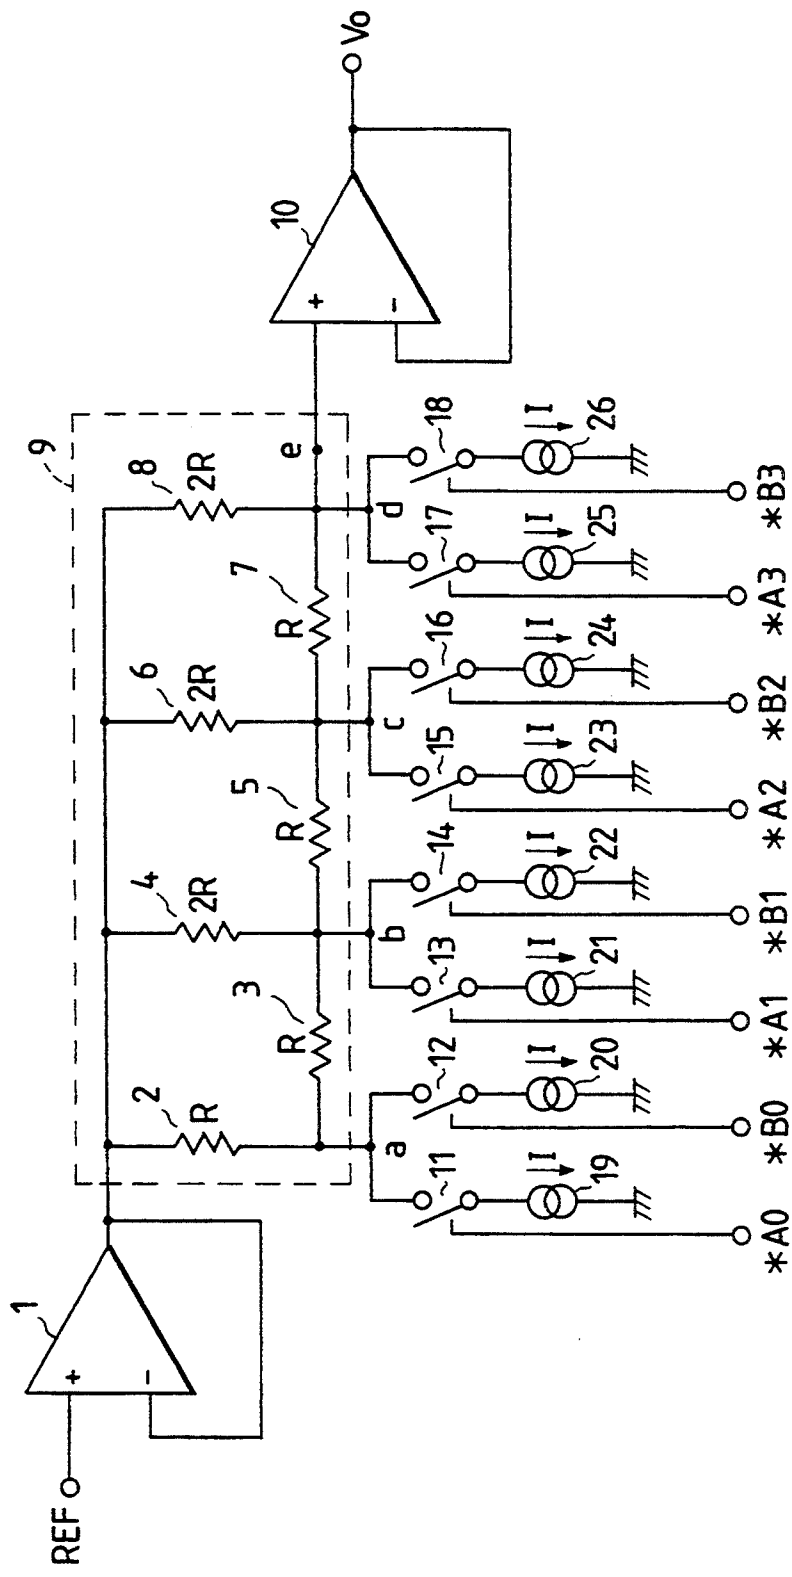 REF
1
+
-
9
2
R
4
2R
6
2R
8
2R
3
R
5
R
7
R
e
10
+
-
Vo
a
b
c
d
11
12
13
14
15
16
17
18
I
I
I
I
I
I
I
I
19
20
21
22
23
24
25
26
*A0
*B0
*A1
*B1
*A2
*B2
*A3
*B3